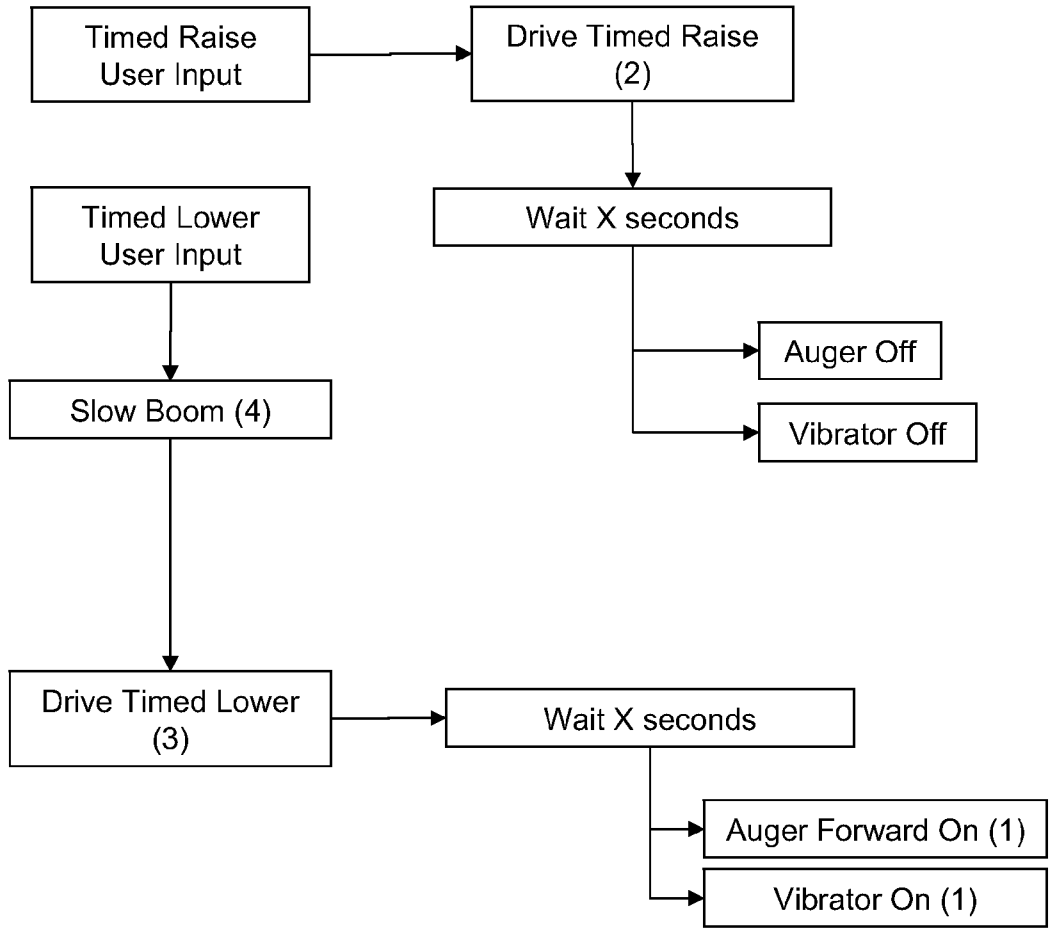 Timed Raise
User Input
Drive Timed Raise
(2)
Timed Lower
User Input
Wait X seconds
Auger Off
Slow Boom (4)
Vibrator Off
Drive Timed Lower
(3)
Wait X seconds
Auger Forward On (1)
Vibrator On (1)